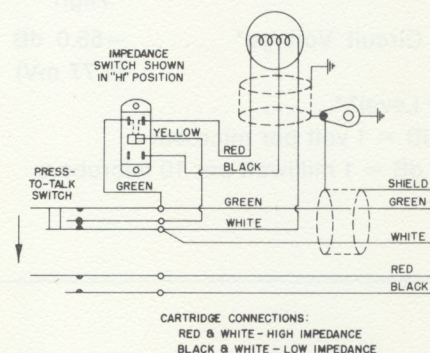 IMPEDANCE
SWITCH SHOWN
IN "HI" POSITION
YELLOW
RED
BLACK
PRESS-
TO-TALK
SWITCH
GREEN
SHIELD
GREEN
GREEN
WHITE
WHITE
RED
BLACK
CARTRIDGE CONNECTIONS:
RED & WHITE - HIGH IMPEDANCE
BLACK & WHITE - LOW IMPEDANCE